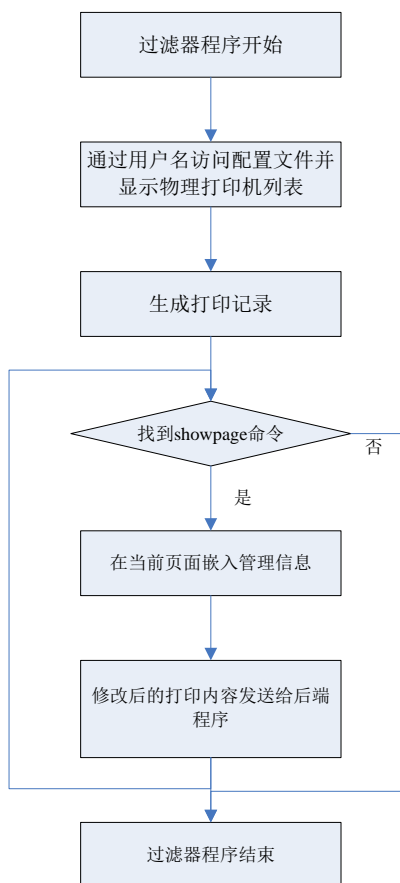 过滤器程序开始
通过用户名访问配置文件并
显示物理打印机列表
生成打印记录
找到showpage命令
否
是
在当前页面嵌入管理信息
修改后的打印内容发送给后端
程序
过滤器程序结束